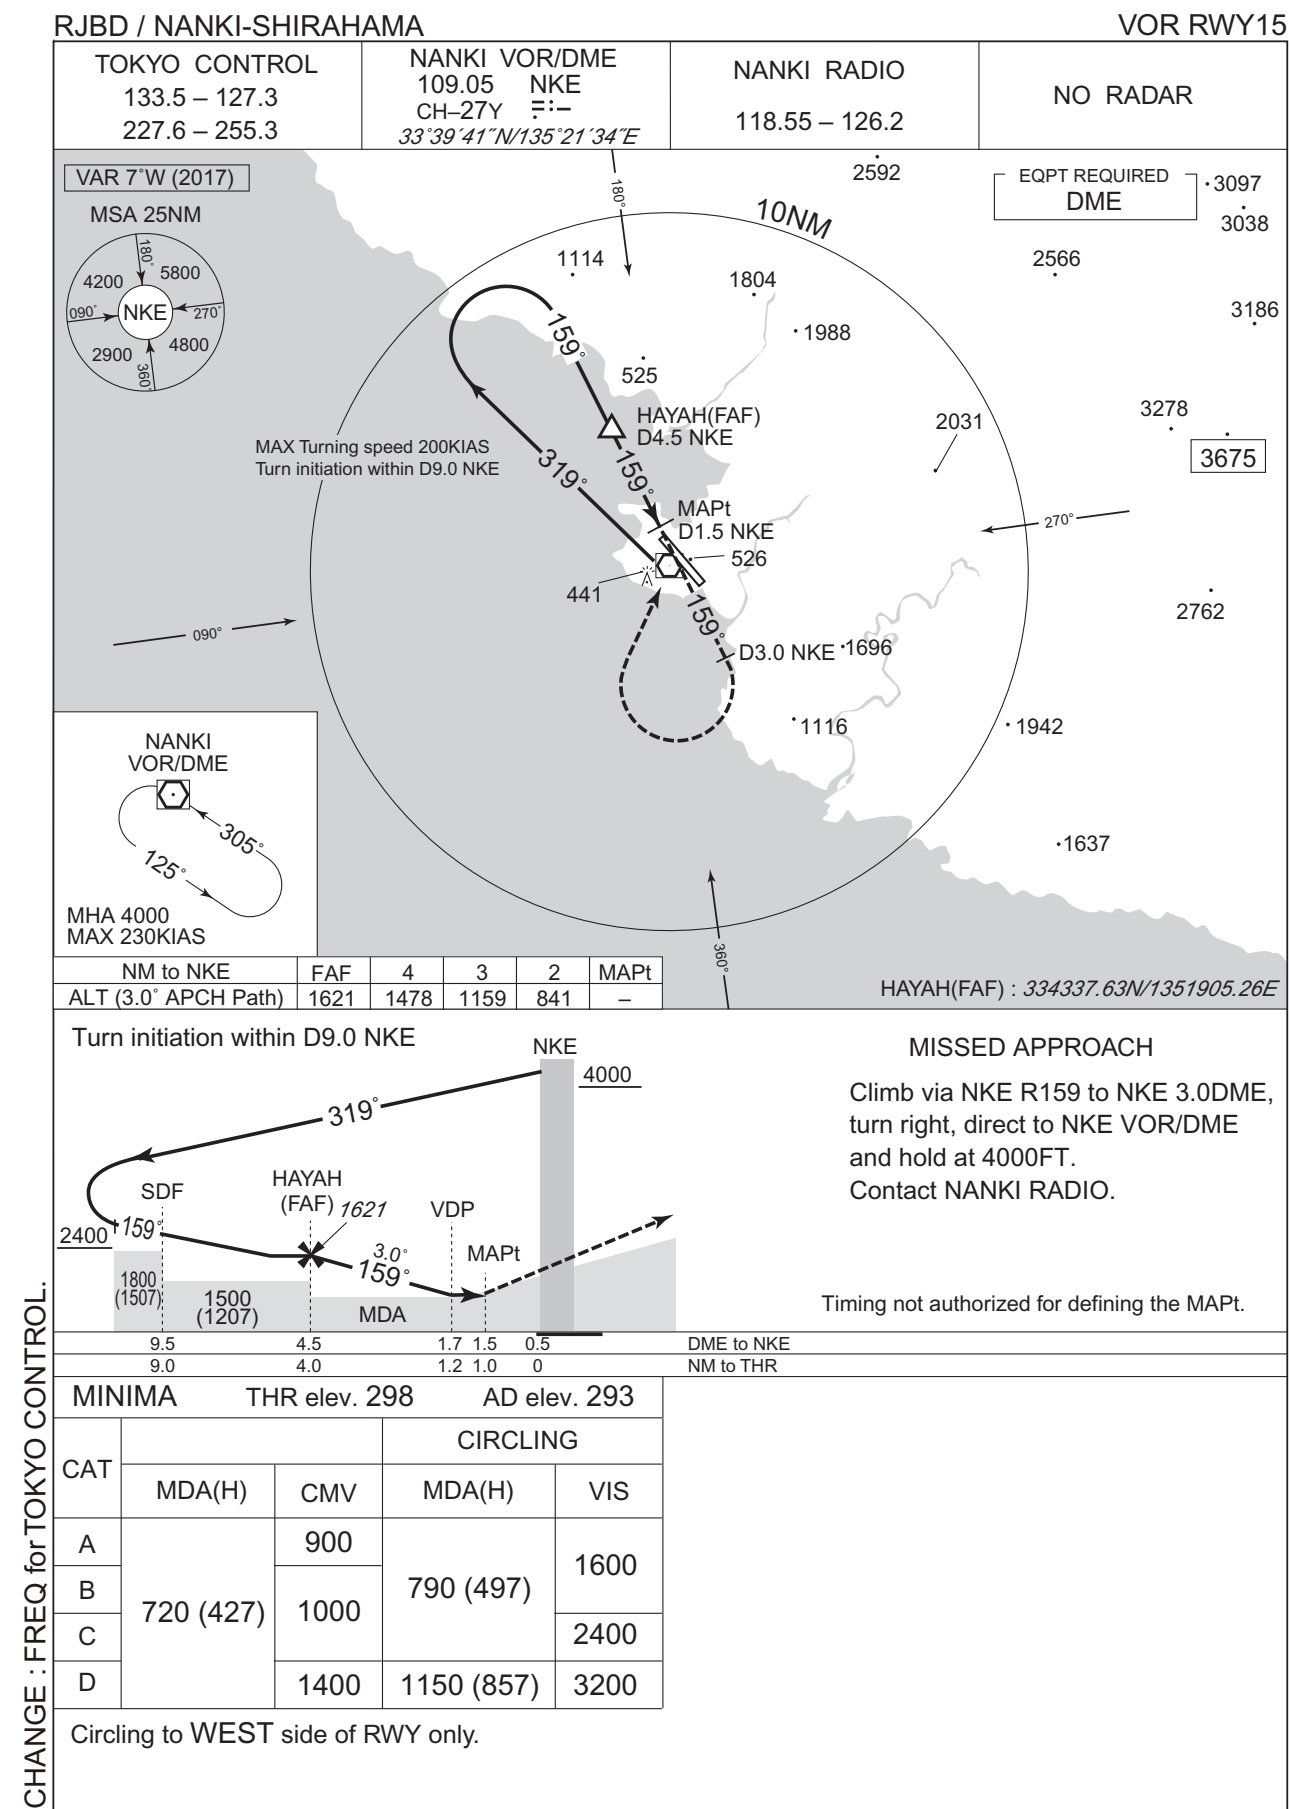 RJBD / NANKI-SHIRAHAMA
VOR RWY15
TOKYO CONTROL
133.5 – 127.3
227.6 – 255.3
NANKI VOR/DME
109.05 NKE
CH–27Y
33°39´41˝N/135°21´34˝E
NANKI RADIO
118.55 – 126.2
NO RADAR
VAR 7°W (2017)
MSA 25NM
180°
4200
5800
090°
NKE
270°
2900
4800
360°
180°
10NM
2592
EQPT REQUIRED
DME
3097
3038
1114
1804
2566
3186
1988
159°
525
HAYAH(FAF)
D4.5 NKE
2031
3278
3675
MAX Turning speed 200KIAS
Turn initiation within D9.0 NKE
319°
159°
MAPt
D1.5 NKE
270°
526
441
2762
090°
159°
D3.0 NKE
1696
1116
1942
NANKI
VOR/DME
305°
125°
MHA 4000
MAX 230KIAS
1637
360°
NM to NKE FAF 4 3 2 MAPt
ALT (3.0° APCH Path) 1621 1478 1159 841 –
HAYAH(FAF) : 334337.63N/1351905.26E
Turn initiation within D9.0 NKE
NKE
4000
319°
SDF
HAYAH
(FAF) 1621
VDP
2400
159°
3.0°
159°
MAPt
1800
(1507)
1500
(1207)
MDA
MISSED APPROACH
Climb via NKE R159 to NKE 3.0DME,
turn right, direct to NKE VOR/DME
and hold at 4000FT.
Contact NANKI RADIO.
Timing not authorized for defining the MAPt.
9.5 4.5 1.7 1.5 0.5 DME to NKE
9.0 4.0 1.2 1.0 0 NM to THR
MINIMA THR elev. 298 AD elev. 293
CAT
CIRCLING
MDA(H) CMV MDA(H) VIS
A
B
C
D
720 (427)
900
1000
1400
790 (497)
1150 (857)
1600
2400
3200
Circling to WEST side of RWY only.
CHANGE : FREQ for TOKYO CONTROL.